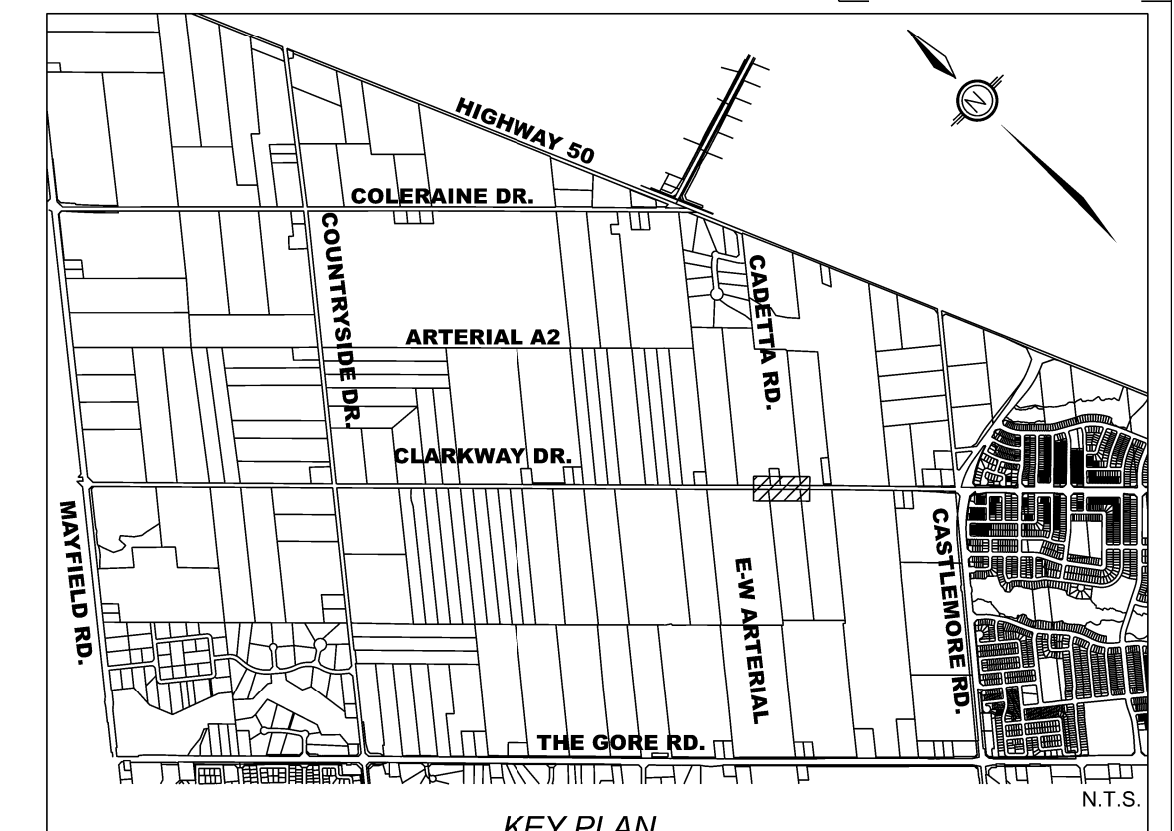 HIGHWAY 50
N
COLERAINE DR.
COUNTRYSIDE DR.
CADETTA RD.
ARTERIAL A2
CLARKWAY DR.
MAYFIELD RD.
CASTLEMORE RD.
E-W ARTERIAL
THE GORE RD.
N.T.S.
KEY PLAN